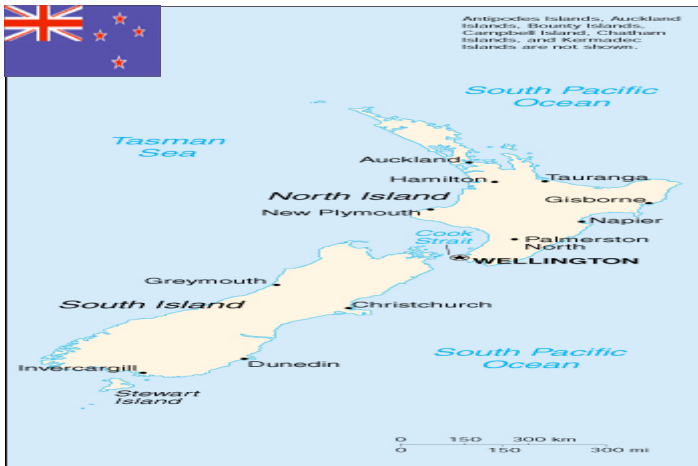 Antipodes Islands, Auckland
Islands, Bounty Islands,
Campbell Island, Chatham
Islands, and Kermadec
Islands are not shown.
South Pacific
Ocean
Tasman
Sea
Auckland
Hamilton
Tauranga
North Island
Gisborne
New Plymouth
Napier
Cook
Strait
Palmerston
North
WELLINGTON
Greymouth
South Island
Christchurch
South Pacific
Ocean
Invercargill
Dunedin
Stewart
Island
0 150 300 km
0 150 300 mi